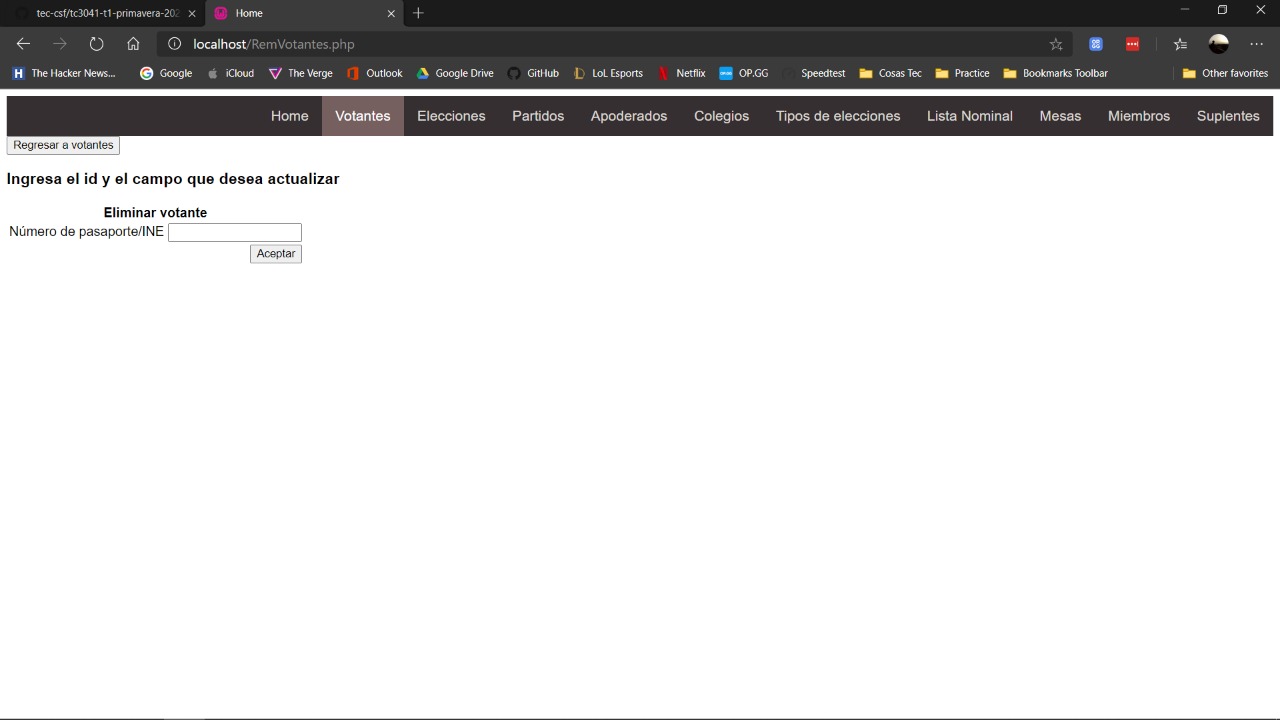 tec-csf/tc3041-t1-primavera-202
Home
localhost/RemVotantes.php
The Hacker News... Google iCloud The Verge Outlook Google Drive GitHub LoL Esports Netflix OP.GG Speedtest Cosas Tec Practice Bookmarks Toolbar Other favorites
Home Votantes Elecciones Partidos Apoderados Colegios Tipos de elecciones Lista Nominal Mesas Miembros Suplentes
Regresar a votantes
Ingresa el id y el campo que desea actualizar
Eliminar votante
Número de pasaporte/INE
Aceptar